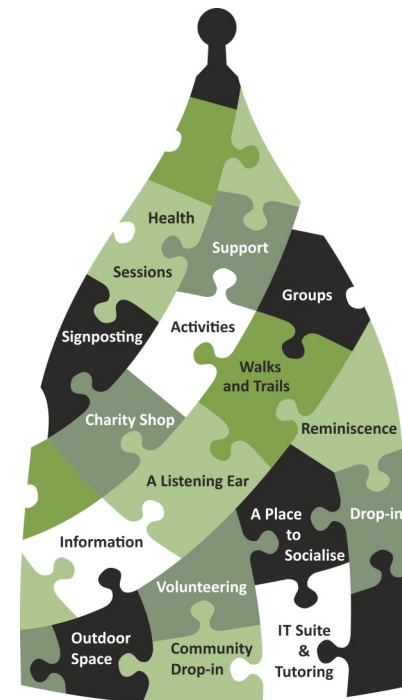 Health
Sessions
Support
Groups
Signposting
Activities
Walks
and Trails
Charity Shop
Reminiscence
A Listening Ear
A Place
to
Socialise
Drop-in
Information
Volunteering
Outdoor
Space
Community
Drop-in
IT Suite
&
Tutoring